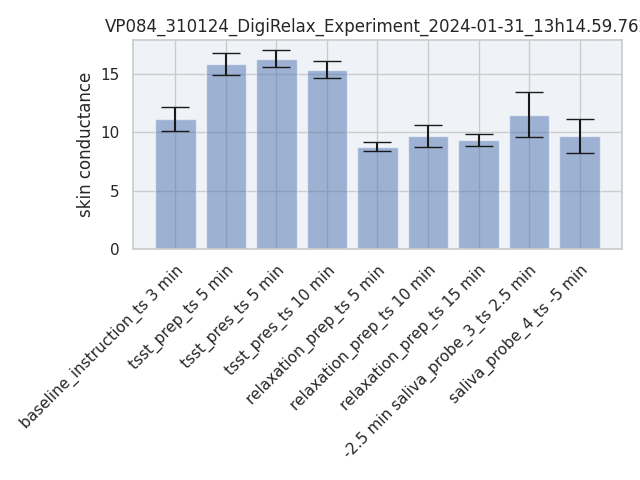 VP084_310124_DigiRelax_Experiment_2024-01-31_13h14.59.76
skin conductance
15
10
5
0
baseline_instruction_ts 3 min
tsst_prep_ts 5 min
tsst_pres_ts 5 min
tsst_pres_ts 10 min
relaxation_prep_ts 5 min
relaxation_prep_ts 10 min
relaxation_prep_ts 15 min
-2.5 min saliva_probe_3_ts 2.5 min
saliva_probe_4_ts -5 min